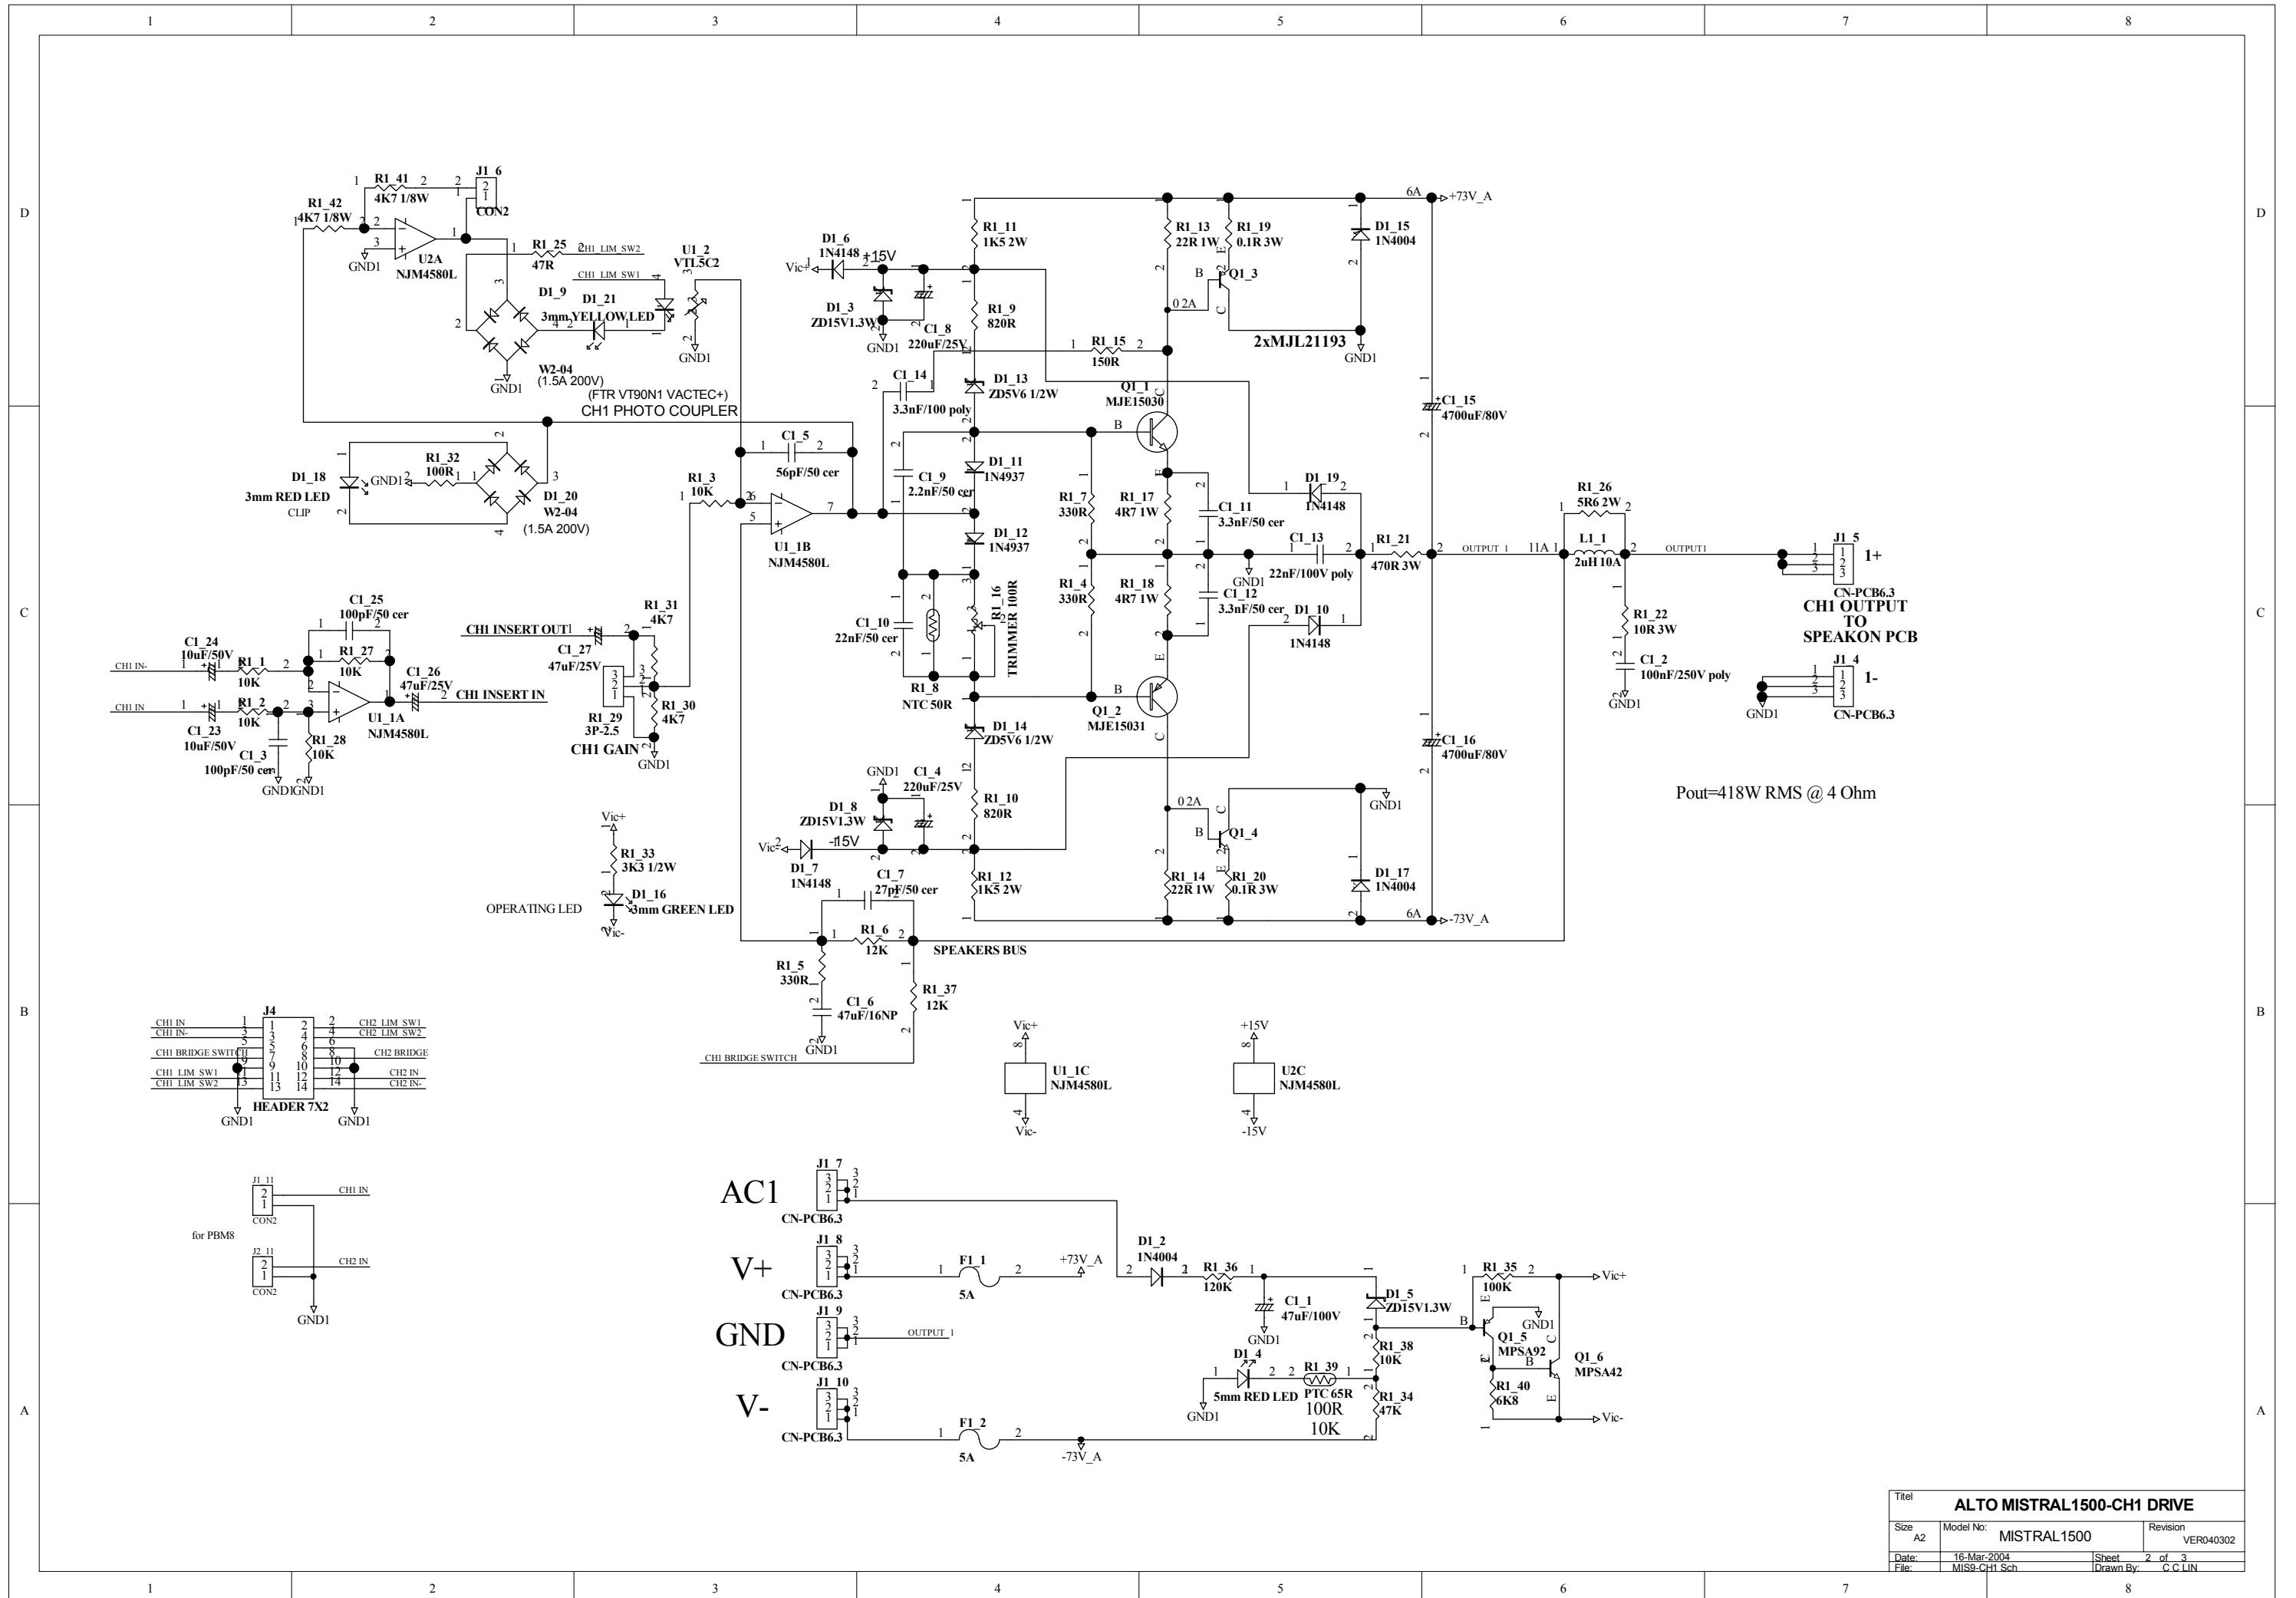 1 2 3 4 5 6 7 8
D
C
B
A
R1_41
4K7 1/8W
J1_6
CON2
R1_42
4K7 1/8W
GND1
U2A
NJM4580L
R1_25
47R
CH1_LIM_SW2
CH1_LIM_SW1
U1_2
VTL5C2
GND1
D1_9
D1_21
3mm YELLOW LED
W2-04
(1.5A 200V)
GND1
(FTR VT90N1 VACTEC+)
CH1 PHOTO COUPLER
D1_18
3mm RED LED
CLIP
GND1
R1_32
100R
D1_20
W2-04
(1.5A 200V)
C1_5
56pF/50 cer
R1_3
10K
U1_1B
NJM4580L
Vic+
D1_6
1N4148
+15V
D1_3
ZD15V1.3W
GND1
C1_8
220uF/25V
R1_11
1K5 2W
R1_9
820R
C1_14
3.3nF/100 poly
D1_13
ZD5V6 1/2W
R1_15
150R
C1_9
2.2nF/50 cer
D1_11
1N4937
D1_12
1N4937
C1_10
22nF/50 cer
R1_8
NTC 50R
R1_16
TRIMMER 100R
D1_14
ZD5V6 1/2W
R1_10
820R
R1_12
1K5 2W
GND1
C1_4
220uF/25V
D1_8
ZD15V1.3W
Vic-
-15V
D1_7
1N4148
R1_13
22R 1W
R1_19
0.1R 3W
Q1_3
0 2A
2xMJL21193
D1_15
1N4004
GND1
6A
+73V_A
Q1_1
MJE15030
R1_7
330R
R1_17
4R7 1W
C1_11
3.3nF/50 cer
R1_4
330R
R1_18
4R7 1W
C1_12
3.3nF/50 cer
GND1
D1_19
1N4148
C1_13
22nF/100V poly
R1_21
470R 3W
D1_10
1N4148
Q1_2
MJE15031
0 2A
Q1_4
R1_14
22R 1W
R1_20
0.1R 3W
D1_17
1N4004
GND1
6A
-73V_A
C1_15
4700uF/80V
C1_16
4700uF/80V
OUTPUT_1
11A
R1_26
5R6 2W
L1_1
2uH 10A
OUTPUT1
R1_22
10R 3W
C1_2
100nF/250V poly
GND1
J1_5
1+
CN-PCB6.3
CH1 OUTPUT
TO
SPEAKON PCB
J1_4
1-
CN-PCB6.3
GND1
Pout=418W RMS @ 4 Ohm
C1_25
100pF/50 cer
R1_27
10K
C1_24
10uF/50V
CH1 IN-
R1_1
10K
CH1 IN
R1_2
10K
C1_23
10uF/50V
C1_3
100pF/50 cer
R1_28
10K
GND1
GND1
U1_1A
NJM4580L
C1_26
47uF/25V
CH1 INSERT IN
CH1 INSERT OUT
C1_27
47uF/25V
R1_31
4K7
R1_30
4K7
R1_29
3P-2.5
CH1 GAIN
GND1
Vic+
R1_33
3K3 1/2W
OPERATING LED
D1_16
3mm GREEN LED
Vic-
C1_7
27pF/50 cer
R1_6
12K
SPEAKERS BUS
R1_5
330R
C1_6
47uF/16NP
GND1
R1_37
12K
CH1 BRIDGE SWITCH
J4
CH1 IN
CH1 IN-
CH1 BRIDGE SWITCH
CH1_LIM_SW1
CH1_LIM_SW2
CH2_LIM_SW1
CH2_LIM_SW2
CH2 BRIDGE
CH2 IN
CH2 IN-
HEADER 7X2
GND1
GND1
Vic+
U1_1C
NJM4580L
Vic-
+15V
U2C
NJM4580L
-15V
J1_11
CH1 IN
CON2
for PBM8
J2_11
CH2 IN
CON2
GND1
AC1
J1_7
CN-PCB6.3
V+
J1_8
CN-PCB6.3
F1_1
5A
+73V_A
GND
J1_9
CN-PCB6.3
OUTPUT_1
V-
J1_10
CN-PCB6.3
F1_2
5A
-73V_A
D1_2
1N4004
R1_36
120K
C1_1
47uF/100V
GND1
D1_5
ZD15V1.3W
D1_4
5mm RED LED
GND1
R1_39
PTC 65R
100R
10K
R1_38
10K
R1_34
47K
R1_35
100K
Vic+
GND1
Q1_5
MPSA92
Q1_6
MPSA42
R1_40
6K8
Vic-
Titel
ALTO MISTRAL1500-CH1 DRIVE
Size
A2
Model No:
MISTRAL1500
Revision
VER040302
Date: 16-Mar-2004 Sheet 2 of 3
File: MIS9-CH1 Sch Drawn By: C C LIN
1 2 3 4 5 6 7 8